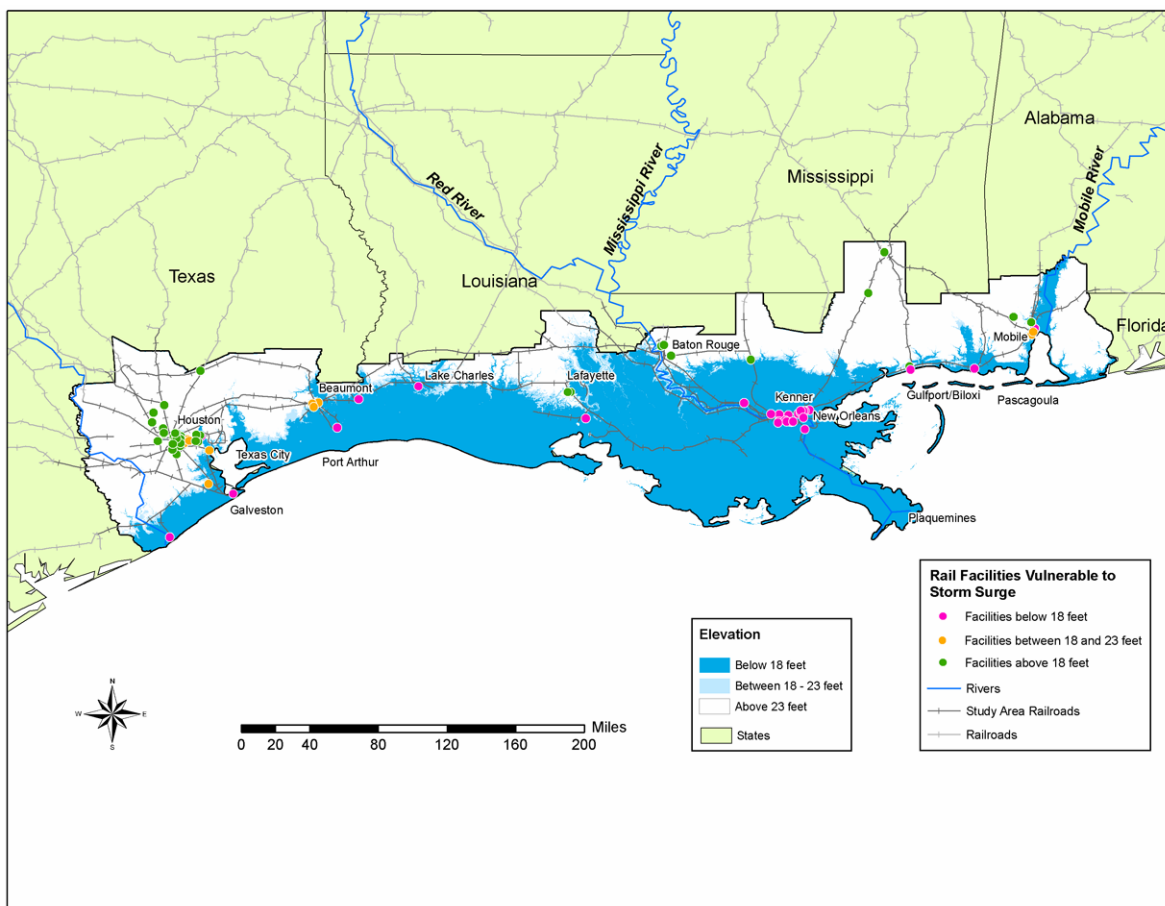 Alabama
Mississippi
Mississippi River
Mobile River
Red River
Texas
Louisiana
Florida
Baton Rouge
Mobile
Lake Charles
Lafayette
Beaumont
Kenner
Gulfport/Biloxi
Pascagoula
Houston
New Orleans
Texas City
Port Arthur
Galveston
Plaquemines
Rail Facilities Vulnerable to
Storm Surge
Facilities below 18 feet
Facilities between 18 and 23 feet
Facilities above 18 feet
Rivers
Study Area Railroads
Railroads
Elevation
Below 18 feet
Between 18 - 23 feet
Above 23 feet
States
N
W
E
S
Miles
0 20 40 80 120 160 200